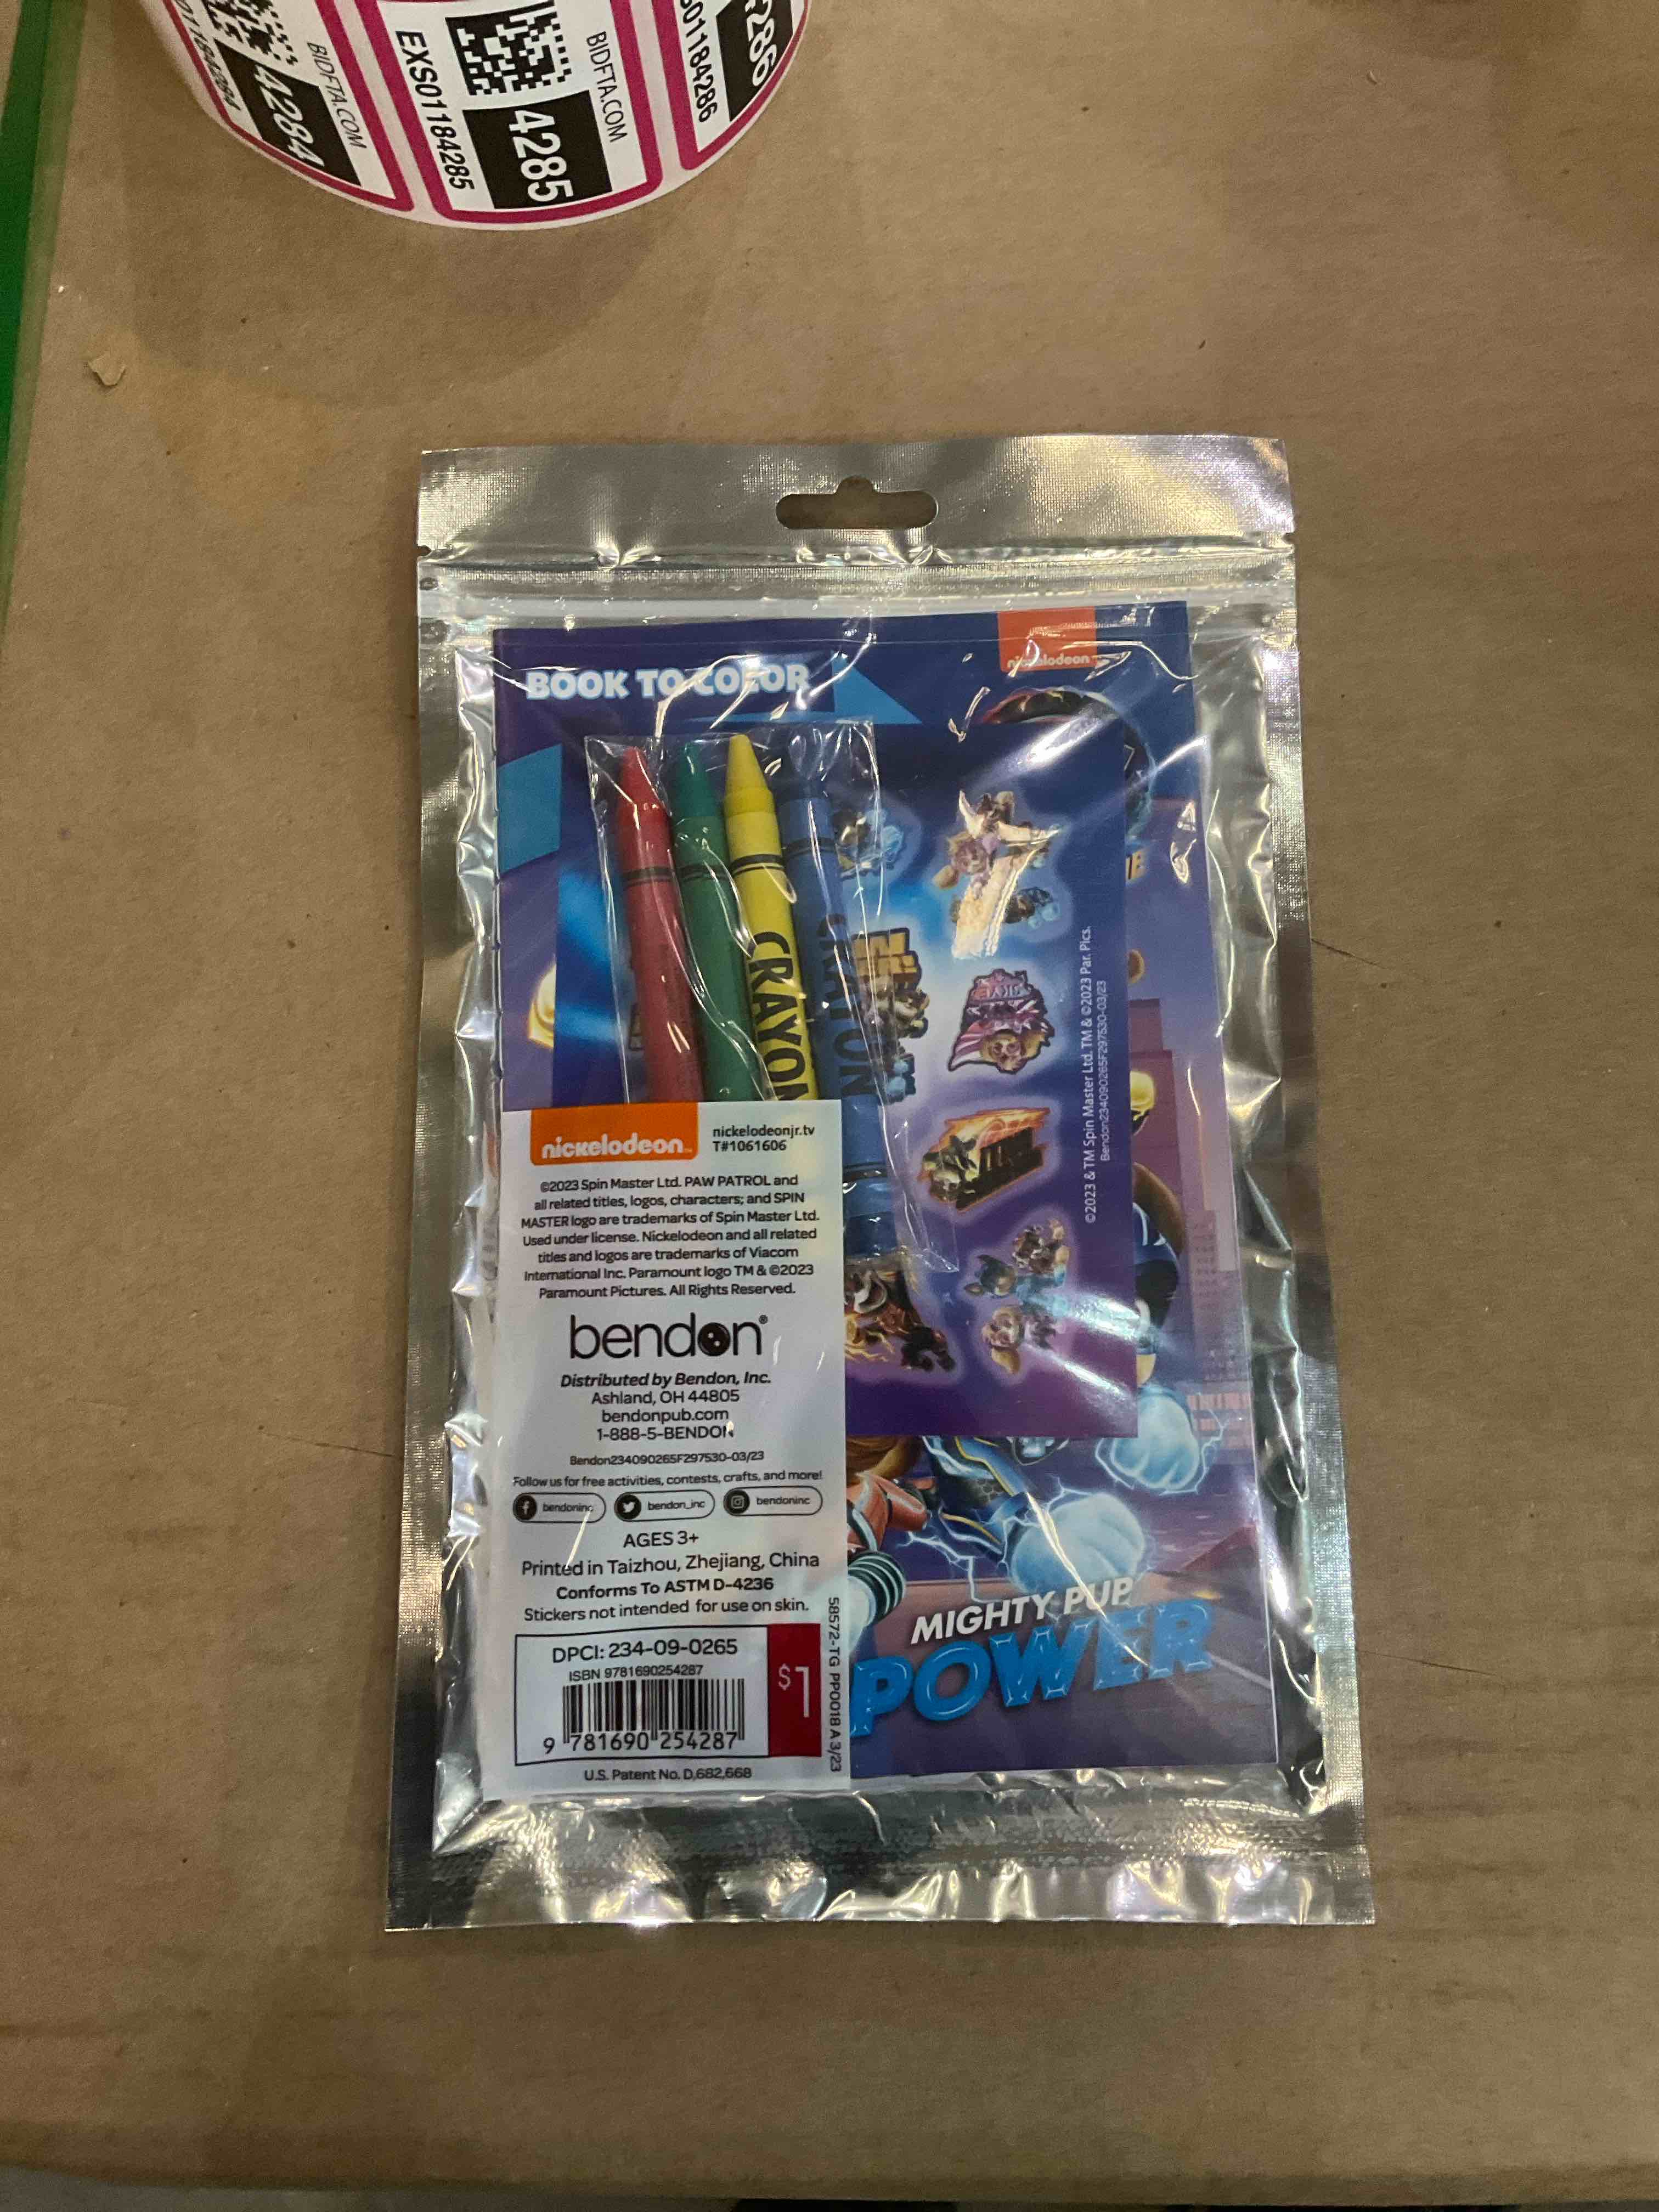 BIDFTA.COM
4284
BIDFTA.COM
4285
EXS01184285
4286
01184286
BOOK TO COLOR
nickelodeon
CRAYON
CRAYON
SKYE
©2023 & TM Spin Master Ltd. TM & ©2023 Par. Pics.
Bendon234090265F297530-03/23
nickelodeon
nickelodeonjr.tv
T#1061606
©2023 Spin Master Ltd. PAW PATROL and
all related titles, logos, characters; and SPIN
MASTER logo are trademarks of Spin Master Ltd.
Used under license. Nickelodeon and all related
titles and logos are trademarks of Viacom
International Inc. Paramount logo TM & ©2023
Paramount Pictures. All Rights Reserved.
bendon®
Distributed by Bendon, Inc.
Ashland, OH 44805
bendonpub.com
1-888-5-BENDON
Bendon234090265F297530-03/23
Follow us for free activities, contests, crafts, and more!
bendoninc bendon_inc bendoninc
AGES 3+
Printed in Taizhou, Zhejiang, China
Conforms To ASTM D-4236
Stickers not intended for use on skin.
DPCI: 234-09-0265
ISBN 9781690254287
$1
9 781690 254287
U.S. Patent No. D,682,668
58572-TG PP0018 A 3/23
MIGHTY PUP
POWER